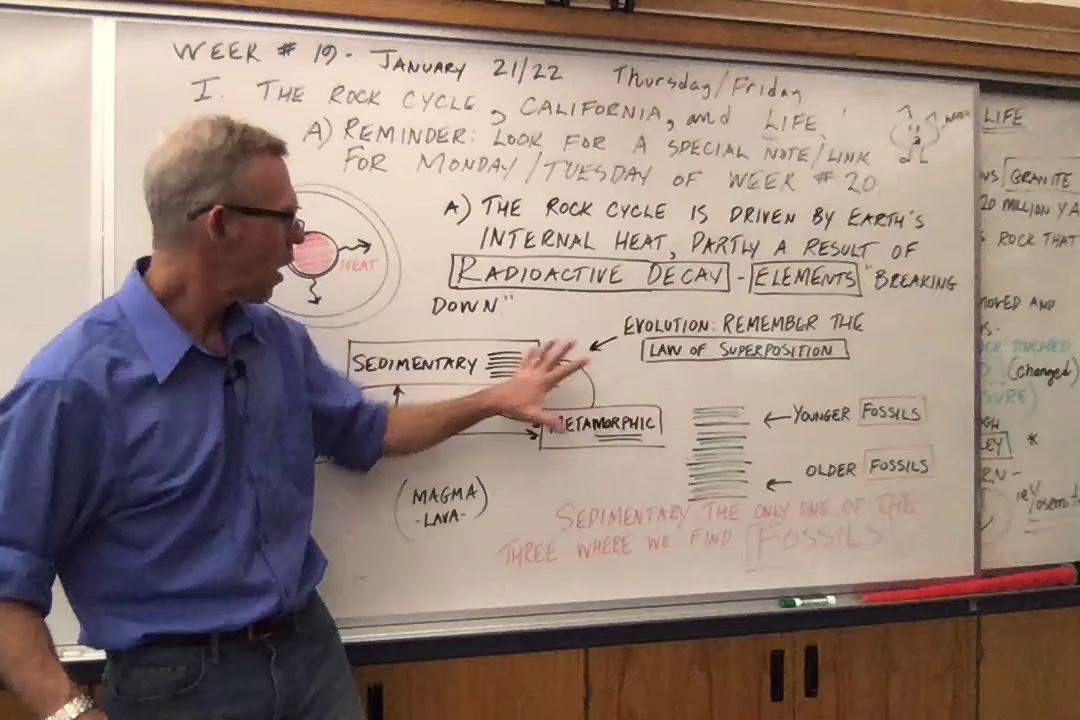 WEEK # 19 - JANUARY 21/22 Thursday/Friday
I. THE ROCK CYCLE, CALIFORNIA, and LIFE
A) REMINDER: LOOK FOR A SPECIAL NOTE/LINK
FOR MONDAY/TUESDAY OF WEEK # 20
A) THE ROCK CYCLE IS DRIVEN BY EARTH'S
INTERNAL HEAT, PARTLY A RESULT OF
RADIOACTIVE DECAY - ELEMENTS "BREAKING
DOWN"
HEAT
EVOLUTION: REMEMBER THE
LAW OF SUPERPOSITION
SEDIMENTARY
METAMORPHIC
(MAGMA
-LAVA-)
← YOUNGER FOSSILS
← OLDER FOSSILS
SEDIMENTARY THE ONLY ONE OF THE
THREE WHERE WE FIND FOSSILS
LIFE
GRANITE
20 MILLION YA
ROCK THAT
MOVED AND
(changed)